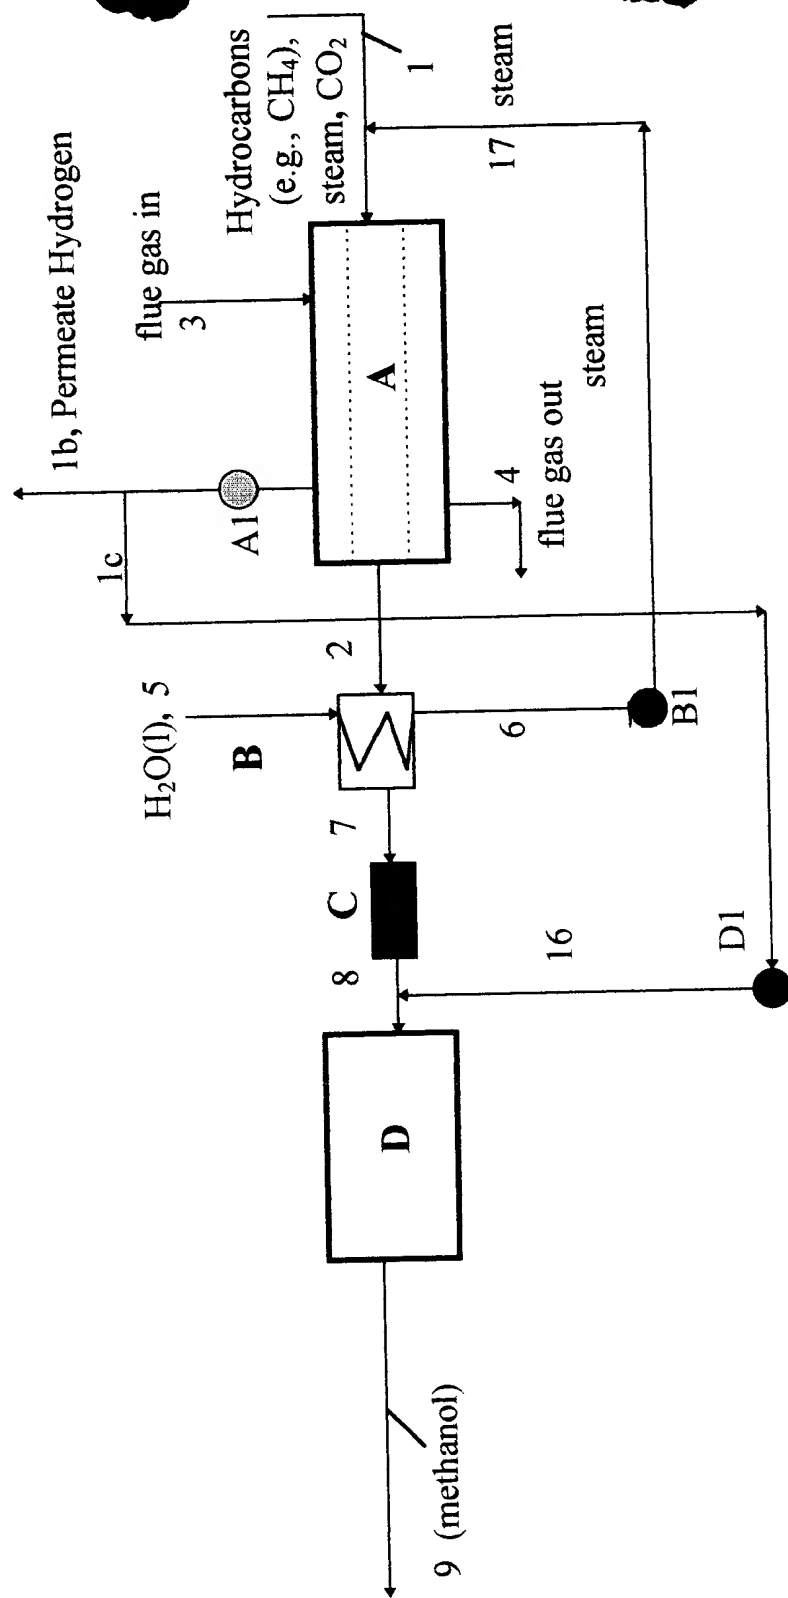 Hydrocarbons
(e.g., CH₄),
steam, CO₂
1
steam
17
1b, Permeate Hydrogen
flue gas in
3
A
A1
1c
4
flue gas out
steam
2
H₂O(l), 5
B
6
B1
7
C
8
16
D1
D
9 (methanol)